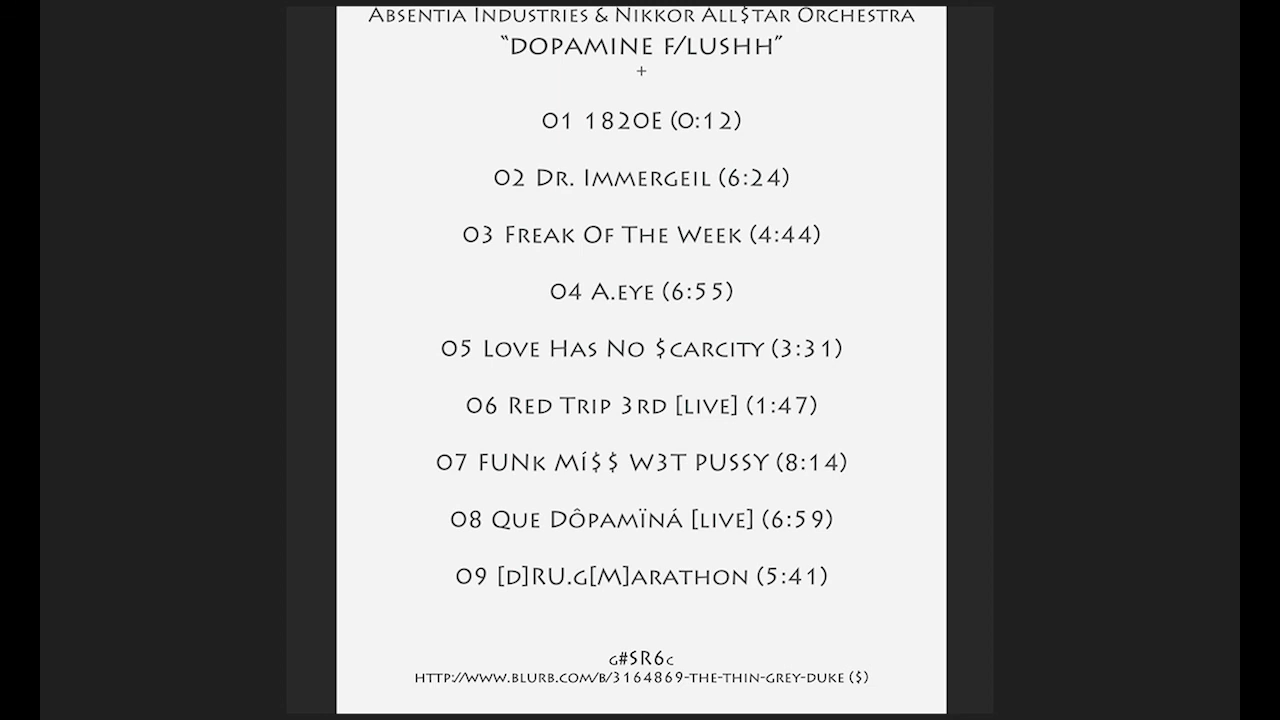 Absentia Industries & Nikkor All$tar Orchestra
“DOPAMINE F/LUSHH”
+
01 1820E (0:12)
02 Dr. Immergeil (6:24)
03 Freak Of The Week (4:44)
04 A.eye (6:55)
05 Love Has No $carcity (3:31)
06 Red Trip 3rd [live] (1:47)
07 FUNk Mí$$ W3T PUSSY (8:14)
08 Que Dôpamïná [live] (6:59)
09 [d]RU.g[M]arathon (5:41)
g#SR6c
http://www.blurb.com/b/3164869-the-thin-grey-duke ($)